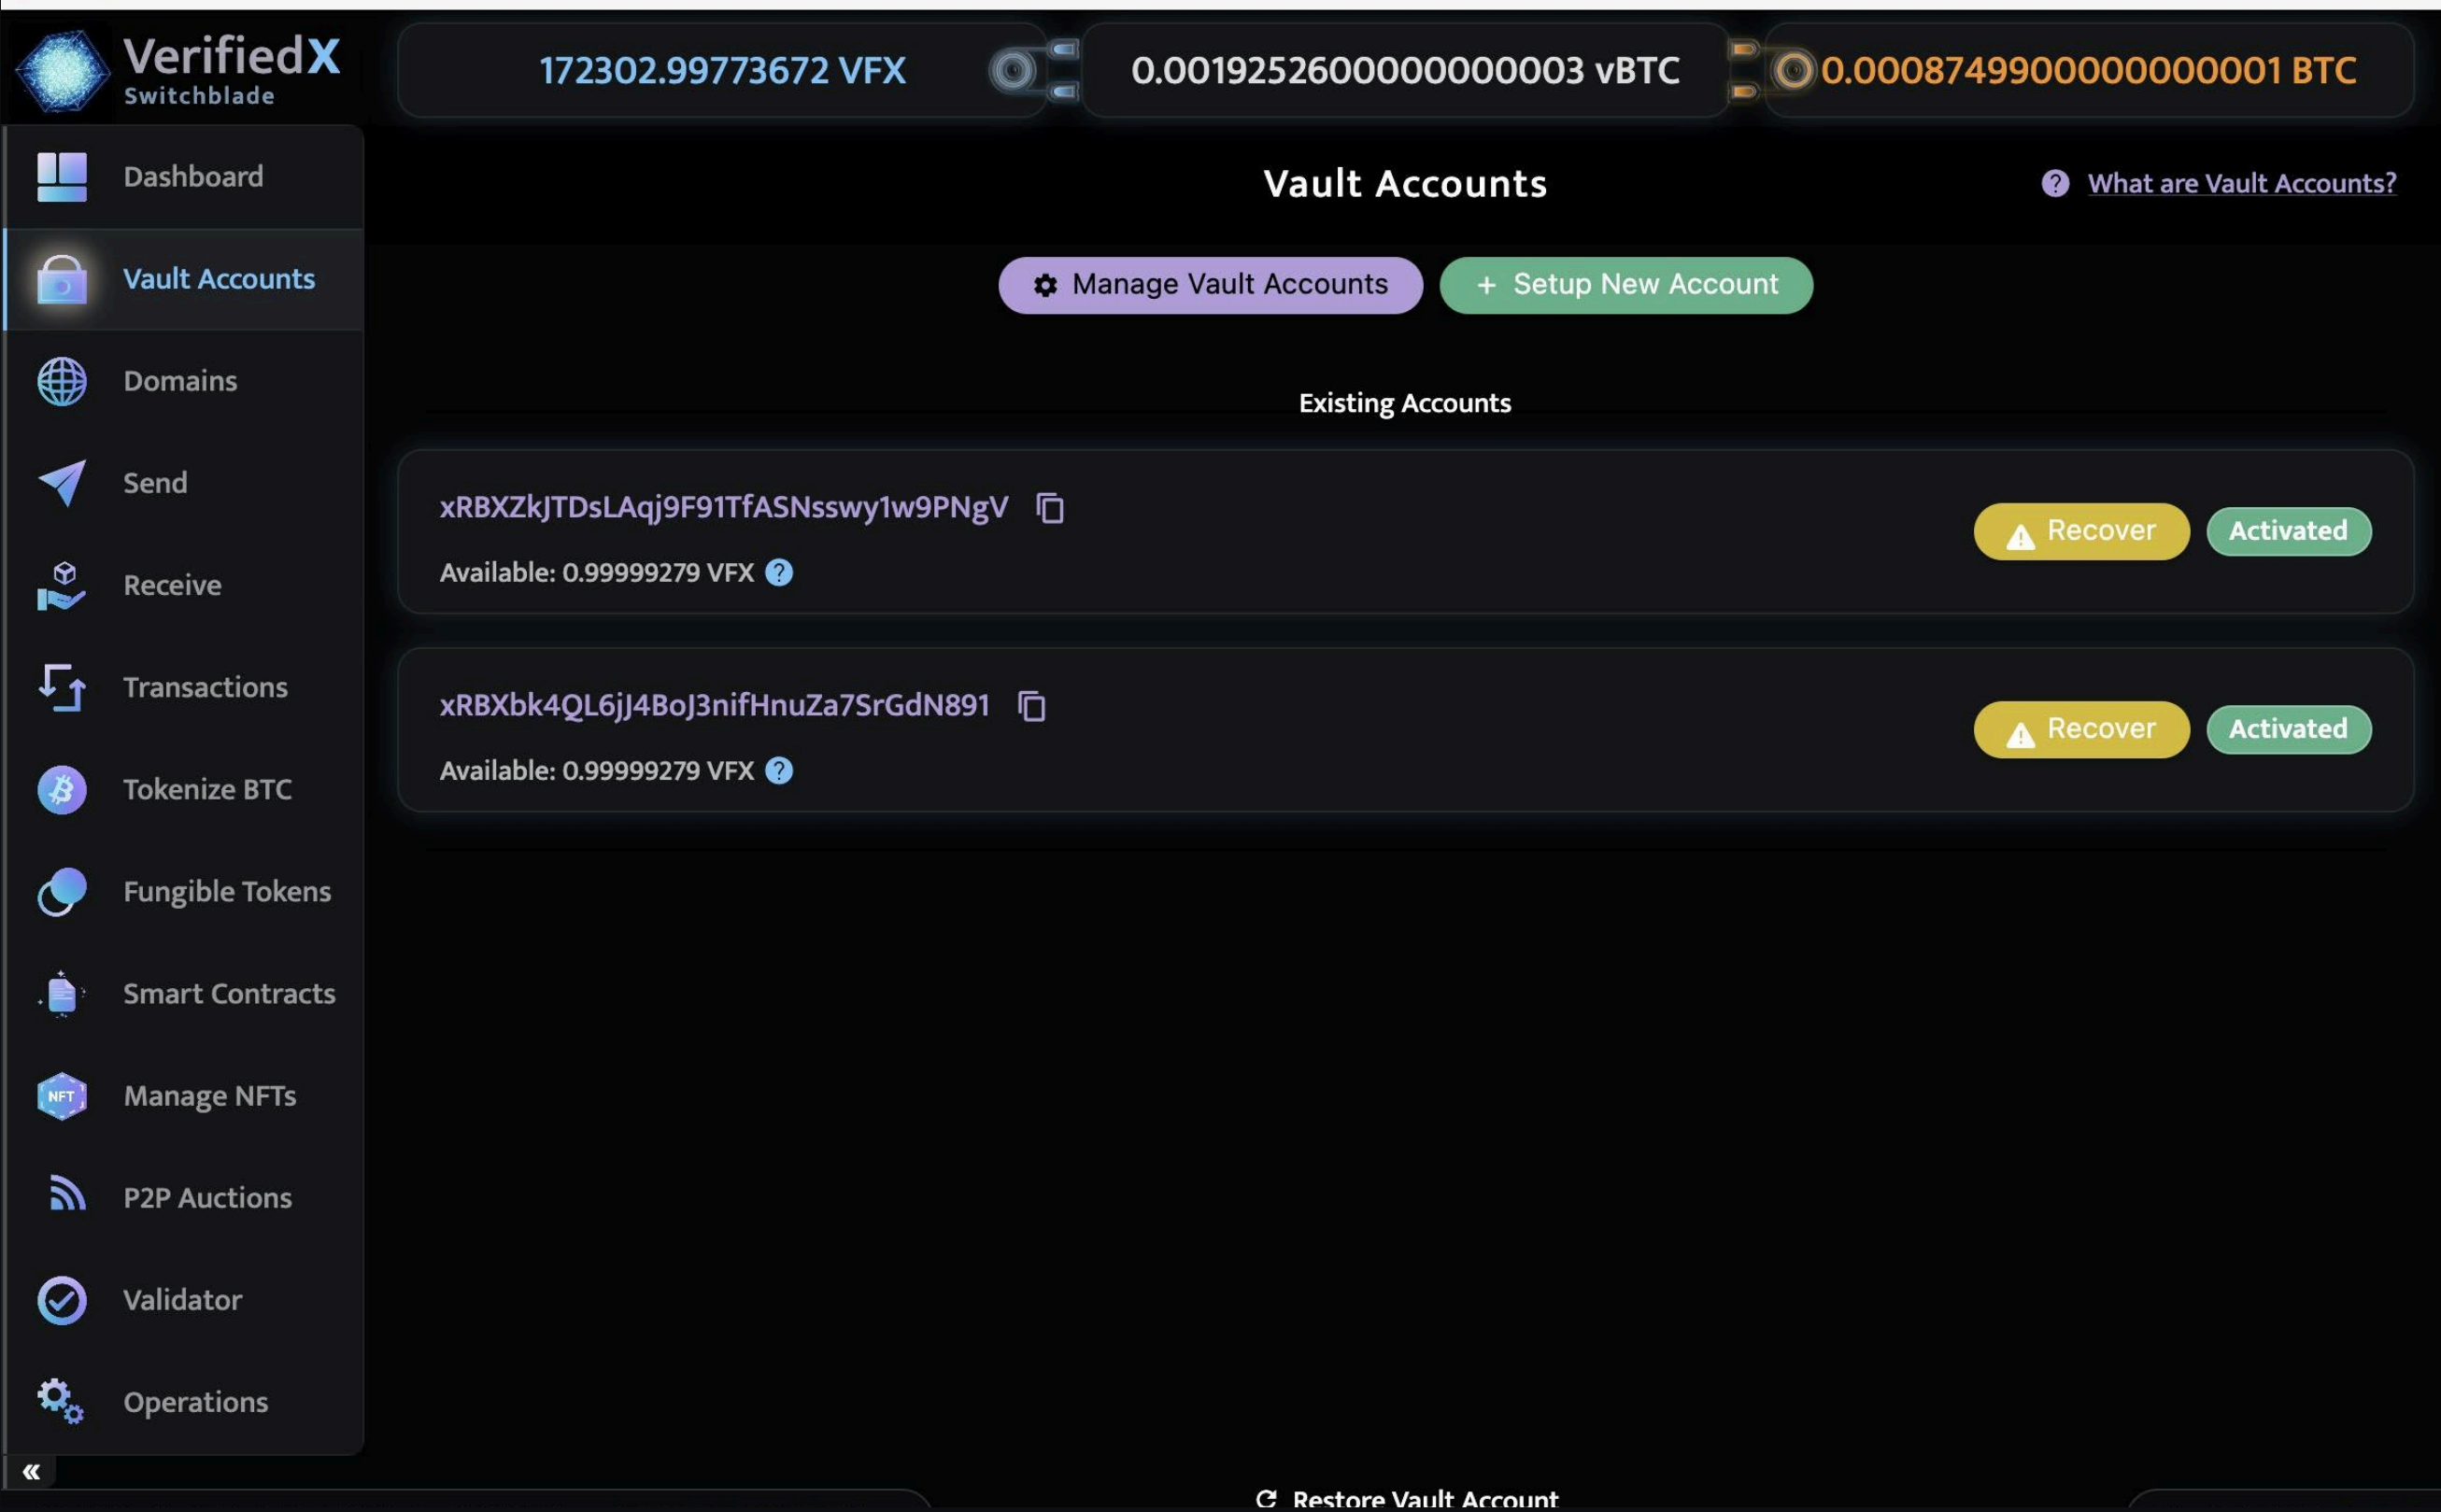 VerifiedX
Switchblade
172302.99773672 VFX
0.0019252600000000003 vBTC
0.0008749900000000001 BTC
Dashboard
Vault Accounts
Domains
Send
Receive
Transactions
Tokenize BTC
Fungible Tokens
Smart Contracts
NFT
Manage NFTs
P2P Auctions
Validator
Operations
«
Vault Accounts
? What are Vault Accounts?
Manage Vault Accounts
+ Setup New Account
Existing Accounts
xRBXZkJTDsLAqj9F91TfASNsswy1w9PNgV
Available: 0.99999279 VFX ?
Recover
Activated
xRBXbk4QL6jJ4BoJ3nifHnuZa7SrGdN891
Available: 0.99999279 VFX ?
Recover
Activated
Restore Vault Account